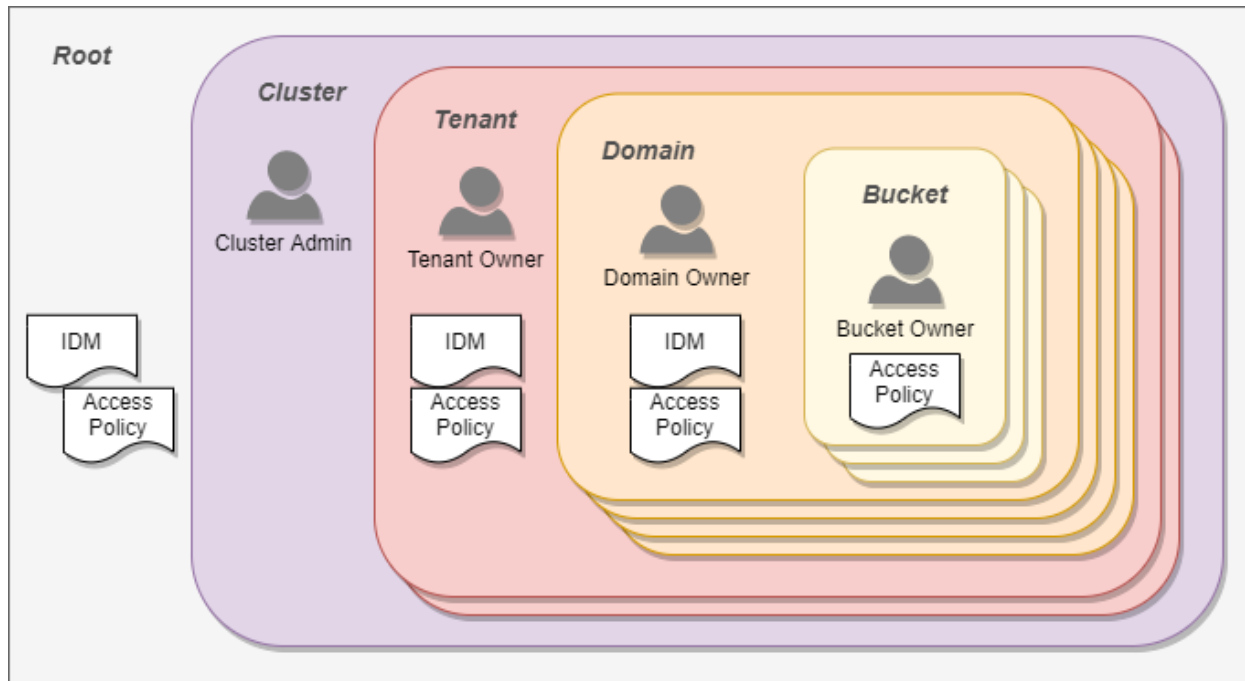 Root
Cluster
Cluster Admin
Tenant
Tenant Owner
Domain
Domain Owner
Bucket
Bucket Owner
IDM
Access
Policy
IDM
Access
Policy
IDM
Access
Policy
Access
Policy